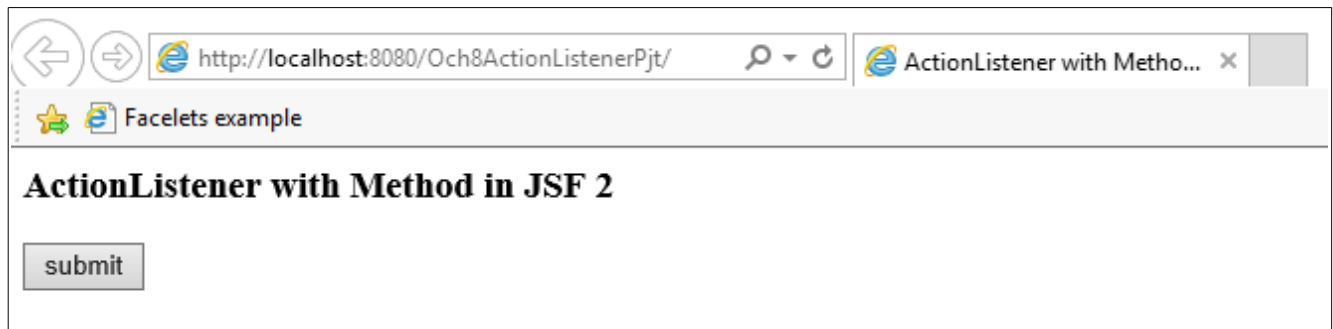 http://localhost:8080/Och8ActionListenerPjt/
ActionListener with Metho...
Facelets example
ActionListener with Method in JSF 2
submit